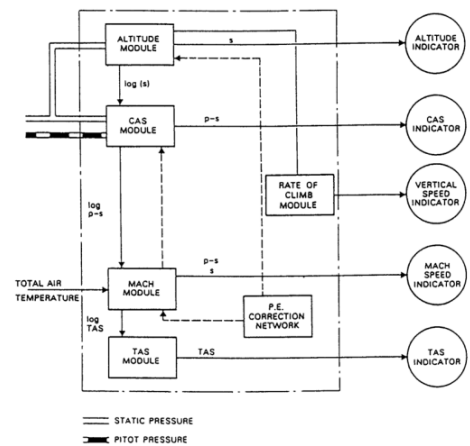 ALTITUDE
MODULE
s
ALTITUDE
INDICATOR
log (s)
CAS
MODULE
p-s
CAS
INDICATOR
RATE OF
CLIMB
MODULE
VERTICAL
SPEED
INDICATOR
log
p-s
p-s
s
MACH
SPEED
INDICATOR
TOTAL AIR
TEMPERATURE
MACH
MODULE
P.E.
CORRECTION
NETWORK
log
TAS
TAS
MODULE
TAS
TAS
INDICATOR
STATIC PRESSURE
PITOT PRESSURE